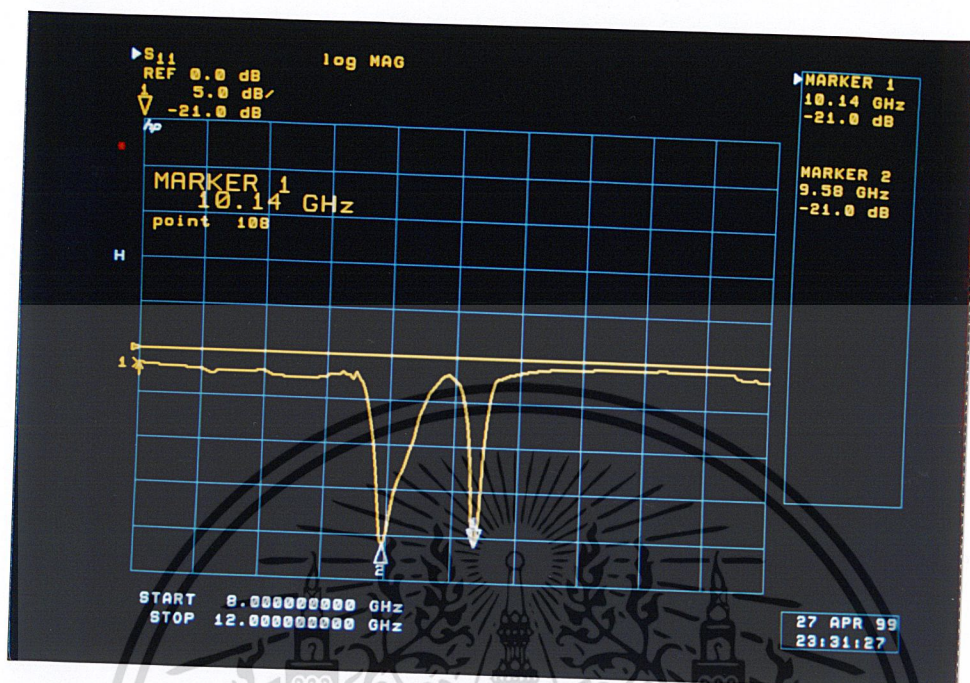 S11
log MAG
REF 0.0 dB
1
5.0 dB/
-21.0 dB
hp
MARKER 1
10.14 GHz
-21.0 dB
MARKER 2
9.58 GHz
-21.0 dB
MARKER 1
10.14 GHz
point 108
H
1
2
START 8.000000000 GHz
STOP 12.000000000 GHz
27 APR 99
23:31:27